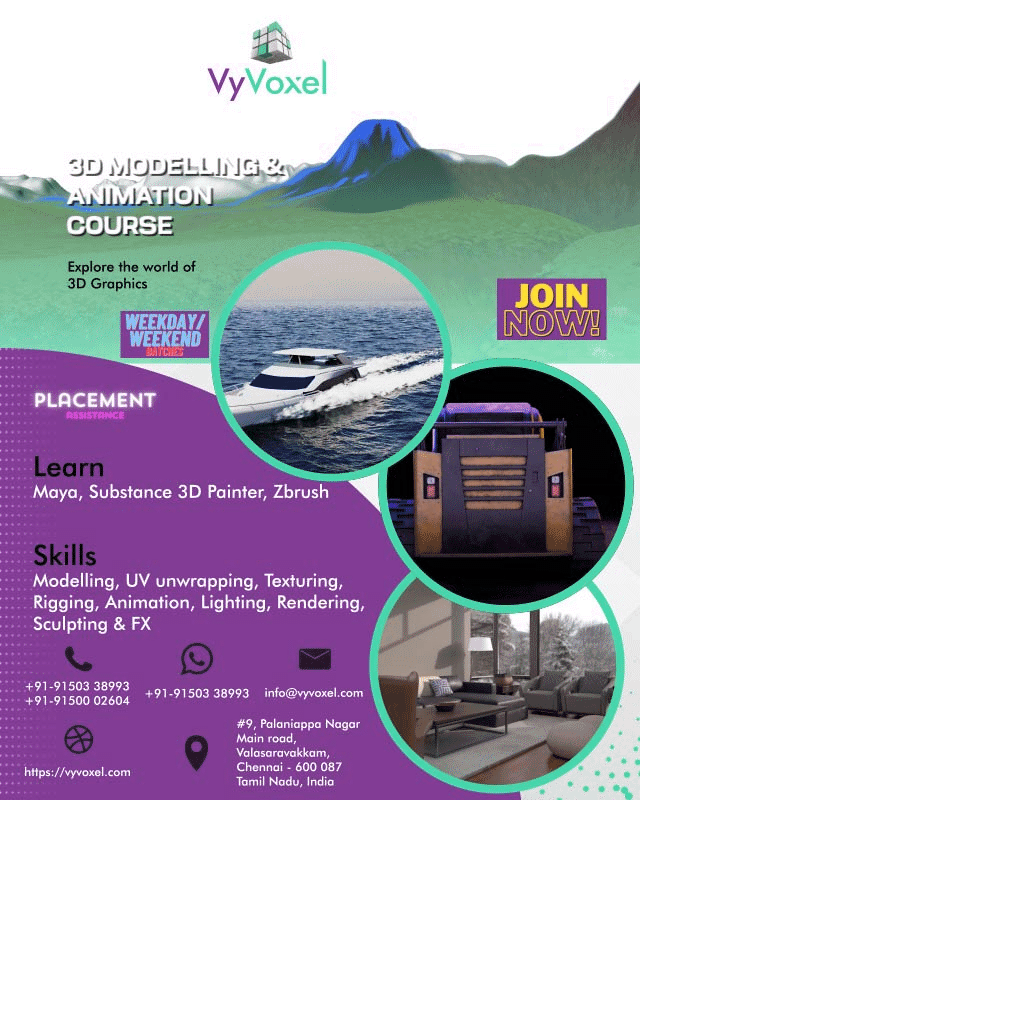 VyVoxel
3D MODELLING &
ANIMATION
COURSE
Explore the world of
3D Graphics
JOIN
NOW!
WEEKDAY/
WEEKEND
BATCHES
PLACEMENT
ASSISTANCE
Learn
Maya, Substance 3D Painter, Zbrush
Skills
Modelling, UV unwrapping, Texturing,
Rigging, Animation, Lighting, Rendering,
Sculpting & FX
+91-91503 38993
+91-91500 02604
+91-91503 38993
info@vyvoxel.com
https://vyvoxel.com
#9, Palaniappa Nagar
Main road,
Valasaravakkam,
Chennai - 600 087
Tamil Nadu, India